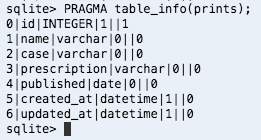 sqlite> PRAGMA table_info(prints);
0|id|INTEGER|1||1
1|name|varchar|0||0
2|case|varchar|0||0
3|prescription|varchar|0||0
4|published|date|0||0
5|created_at|datetime|1||0
6|updated_at|datetime|1||0
sqlite>